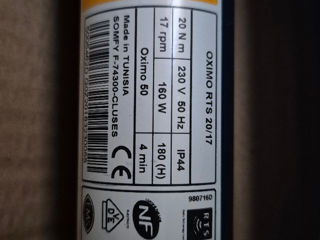 OXIMO RTS 20/17
20 N m 230 V 50 Hz IP44
17 rpm 160 W 180 (H)
Oximo 50 4 min
Made in TUNISIA
SOMFY F-74300-CLUSES
9807160
RTS
NF
VDE